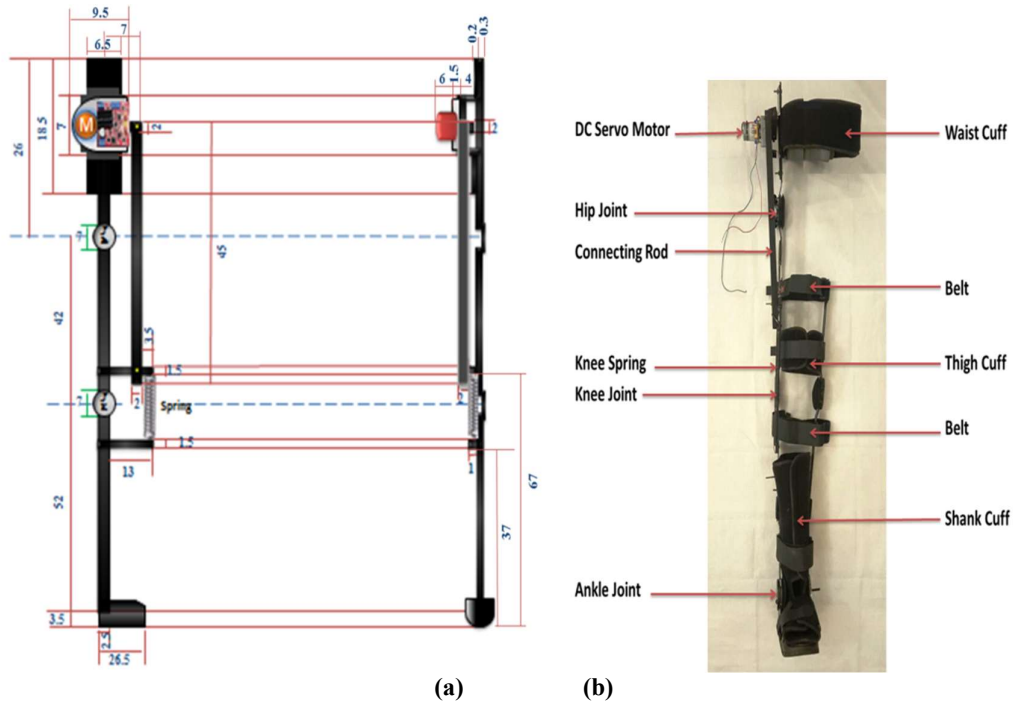 9.5
7
6.5
0.2
0.3
6
1.5
4
26
18.5
7
M
2
2
45
42
3.5
1.5
2
Spring
1.5
13
1
67
52
37
3.5
2.5
26.5
DC Servo Motor
Waist Cuff
Hip Joint
Connecting Rod
Belt
Knee Spring
Thigh Cuff
Knee Joint
Belt
Shank Cuff
Ankle Joint
(a)
(b)